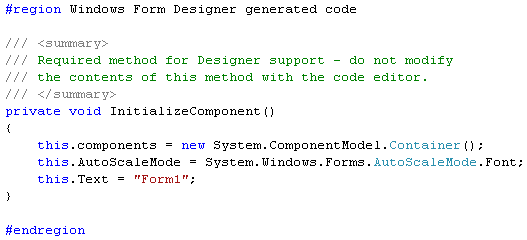 #region Windows Form Designer generated code
/// <summary>
/// Required method for Designer support - do not modify
/// the contents of this method with the code editor.
/// </summary>
private void InitializeComponent()
{
    this.components = new System.ComponentModel.Container();
    this.AutoScaleMode = System.Windows.Forms.AutoScaleMode.Font;
    this.Text = "Form1";
}
#endregion